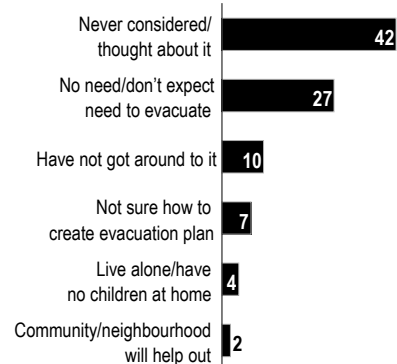 Never considered/
thought about it
42
No need/don’t expect
need to evacuate
27
Have not got around to it
10
Not sure how to
create evacuation plan
7
Live alone/have
no children at home
4
Community/neighbourhood
will help out
2